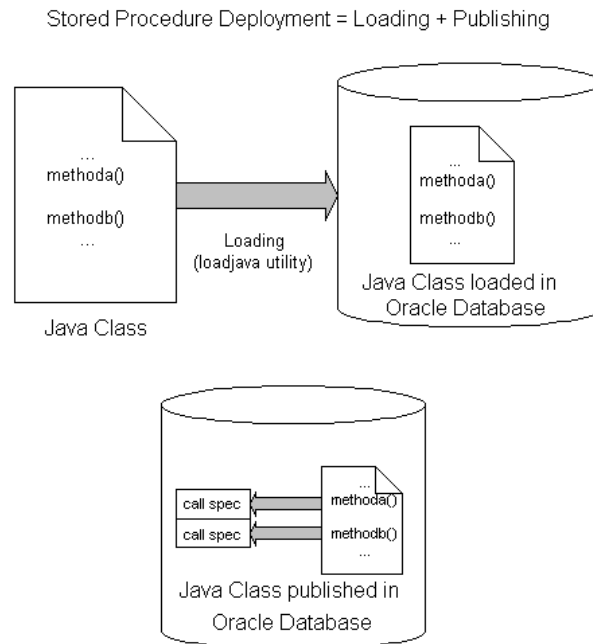 Stored Procedure Deployment = Loading + Publishing
...
methoda()
methodb()
...
Java Class
Loading
(loadjava utility)
...
methoda()
methodb()
...
Java Class loaded in
Oracle Database
call spec
call spec
...
methoda()
methodb()
...
Java Class published in
Oracle Database